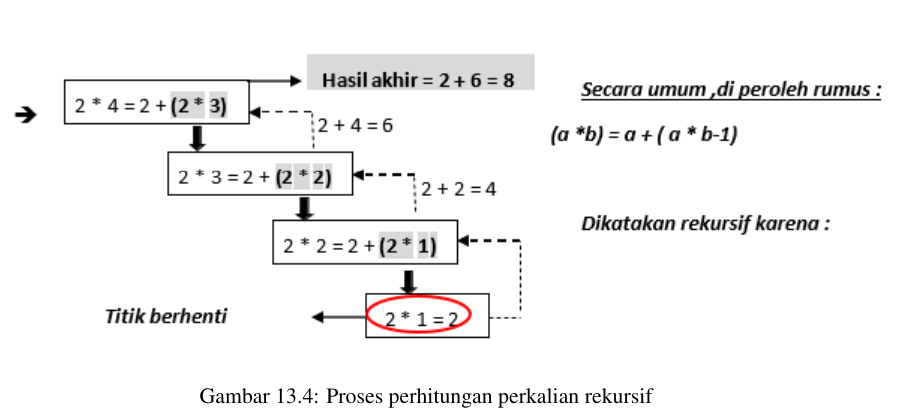 ➔
Hasil akhir = 2 + 6 = 8
2 * 4 = 2 + (2 * 3)
2 + 4 = 6
2 * 3 = 2 + (2 * 2)
2 + 2 = 4
2 * 2 = 2 + (2 * 1)
2 * 1 = 2
Titik berhenti
Secara umum ,di peroleh rumus :
(a *b) = a + ( a * b-1)
Dikatakan rekursif karena :
Gambar 13.4: Proses perhitungan perkalian rekursif